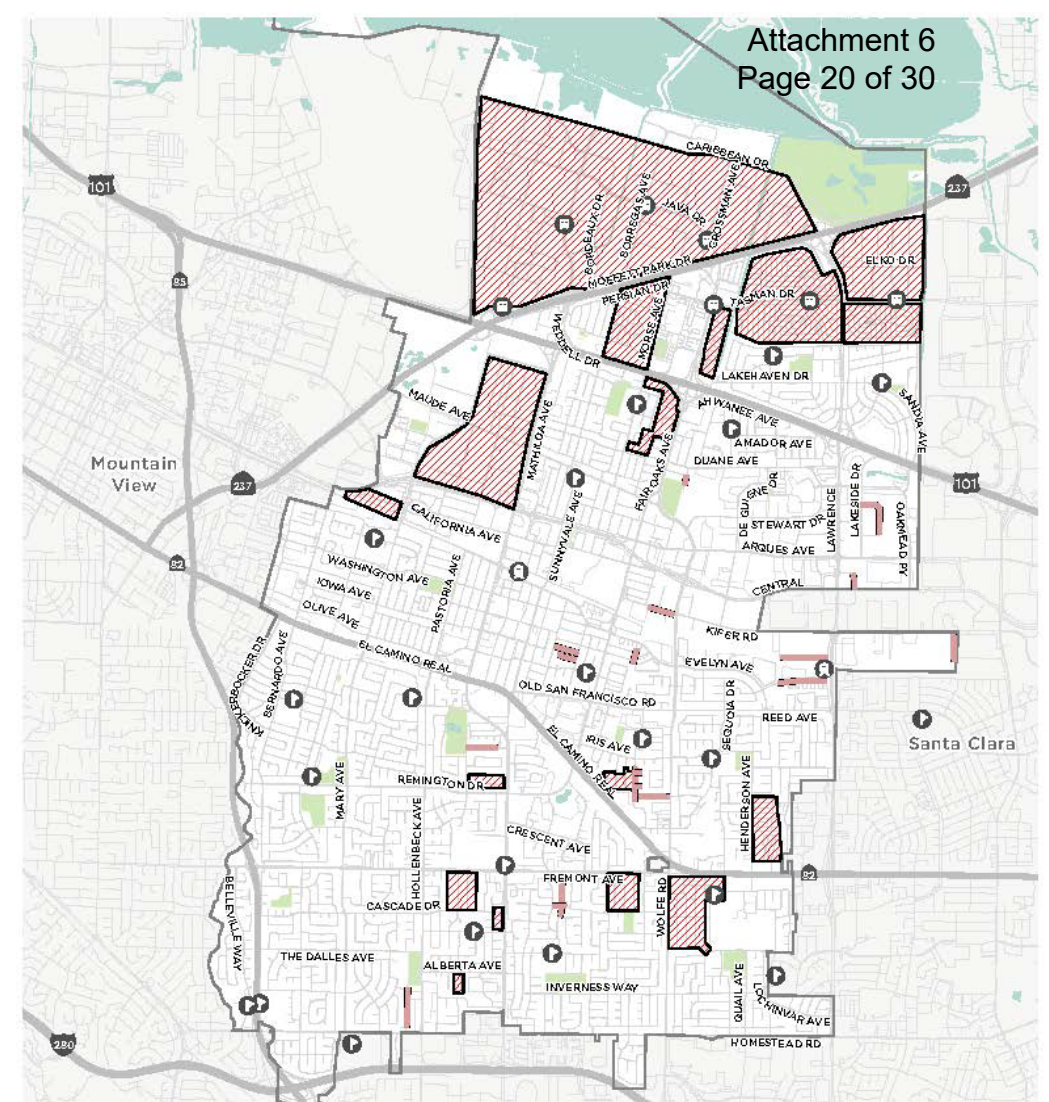 Attachment 6
Page 20 of 30
CARIBBEAN DR
101
237
BORDEAUX DR
BORREGAS AVE
JAVA DR
CROSSMAN AVE
MOFFETT PARK DR
ELKO DR
85
PERSIAN DR
TASMAN DR
MORSE AVE
WEDDELL DR
LAKEHAVEN DR
MAUDE AVE
MATHILDA AVE
AHWANEE AVE
SANDIA AVE
AMADOR AVE
FAIR OAKS AVE
DUANE AVE
Mountain
View
237
101
DE GUIGNE DR
LAKESIDE DR
CALIFORNIA AVE
SUNNYVALE AVE
STEWART DR
LAWRENCE
OAKMEAD PY
ARQUES AVE
82
WASHINGTON AVE
PASTORIA AVE
IOWA AVE
CENTRAL
OLIVE AVE
KIFER RD
EL CAMINO REAL
EVELYN AVE
KNICKERBOCKER DR
BERNARDO AVE
OLD SAN FRANCISCO RD
SEQUOIA DR
REED AVE
IRIS AVE
EL CAMINO REAL
Santa Clara
REMINGTON DR
MARY AVE
HENDERSON AVE
HOLLENBECK AVE
CRESCENT AVE
FREMONT AVE
82
BELLEVILLE WAY
CASCADE DR
WOLFE RD
THE DALLES AVE
ALBERTA AVE
INVERNESS WAY
QUAIL AVE
LOCHINVAR AVE
280
HOMESTEAD RD